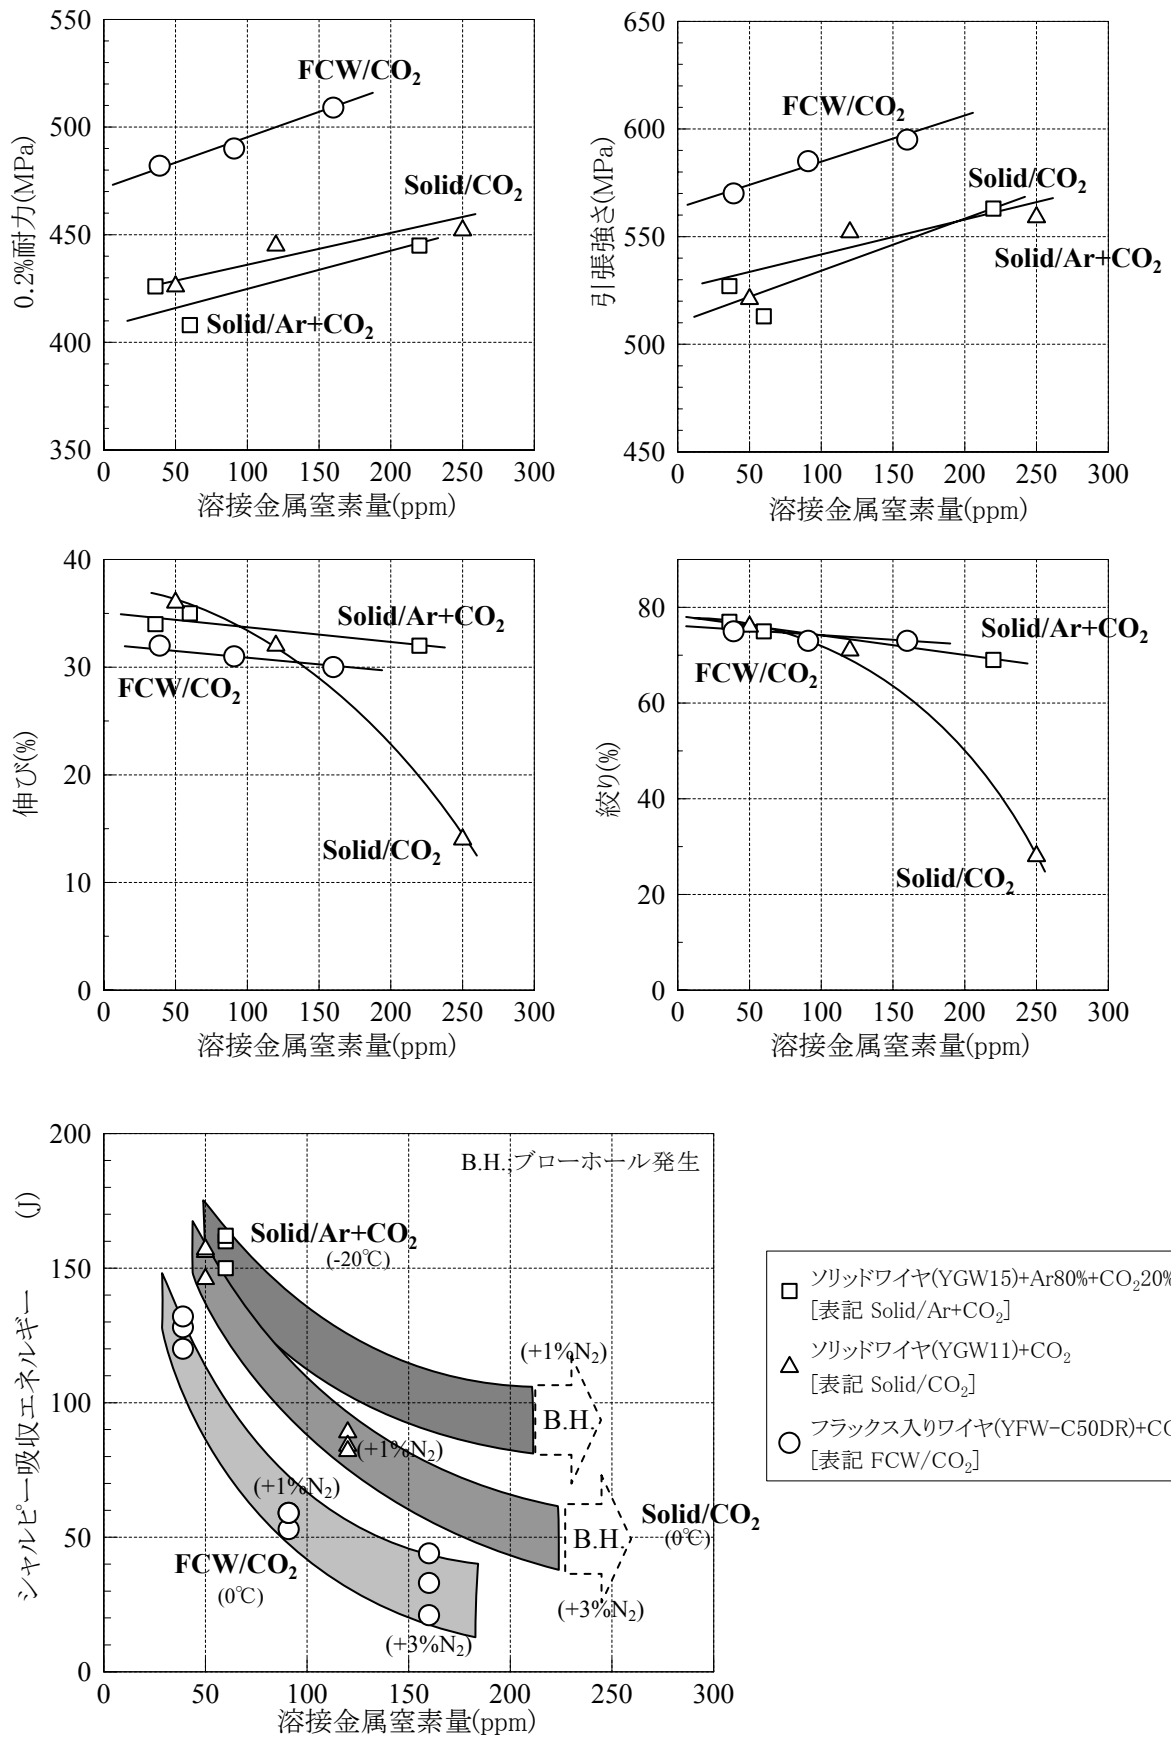 550
500
450
400
350
0.2%耐力(MPa)
FCW/CO₂
Solid/CO₂
Solid/Ar+CO₂
0 50 100 150 200 250 300
溶接金属窒素量(ppm)
650
600
550
500
450
引張強さ(MPa)
FCW/CO₂
Solid/CO₂
Solid/Ar+CO₂
0 50 100 150 200 250 300
溶接金属窒素量(ppm)
40
30
20
10
0
伸び(%)
Solid/Ar+CO₂
FCW/CO₂
Solid/CO₂
0 50 100 150 200 250 300
溶接金属窒素量(ppm)
80
60
40
20
0
絞り(%)
Solid/Ar+CO₂
FCW/CO₂
Solid/CO₂
0 50 100 150 200 250 300
溶接金属窒素量(ppm)
200
150
100
50
0
シャルピー吸収エネルギー (J)
B.H.;ブローホール発生
Solid/Ar+CO₂
(-20℃)
(+1%N₂)
B.H.
(+1%N₂)
(+1%N₂)
Solid/CO₂
(0℃)
B.H.
FCW/CO₂
(0℃)
(+3%N₂)
(+3%N₂)
0 50 100 150 200 250 300
溶接金属窒素量(ppm)
ソリッドワイヤ(YGW15)+Ar80%+CO₂20%
[表記 Solid/Ar+CO₂]
ソリッドワイヤ(YGW11)+CO₂
[表記 Solid/CO₂]
フラックス入りワイヤ(YFW-C50DR)+CO
[表記 FCW/CO₂]